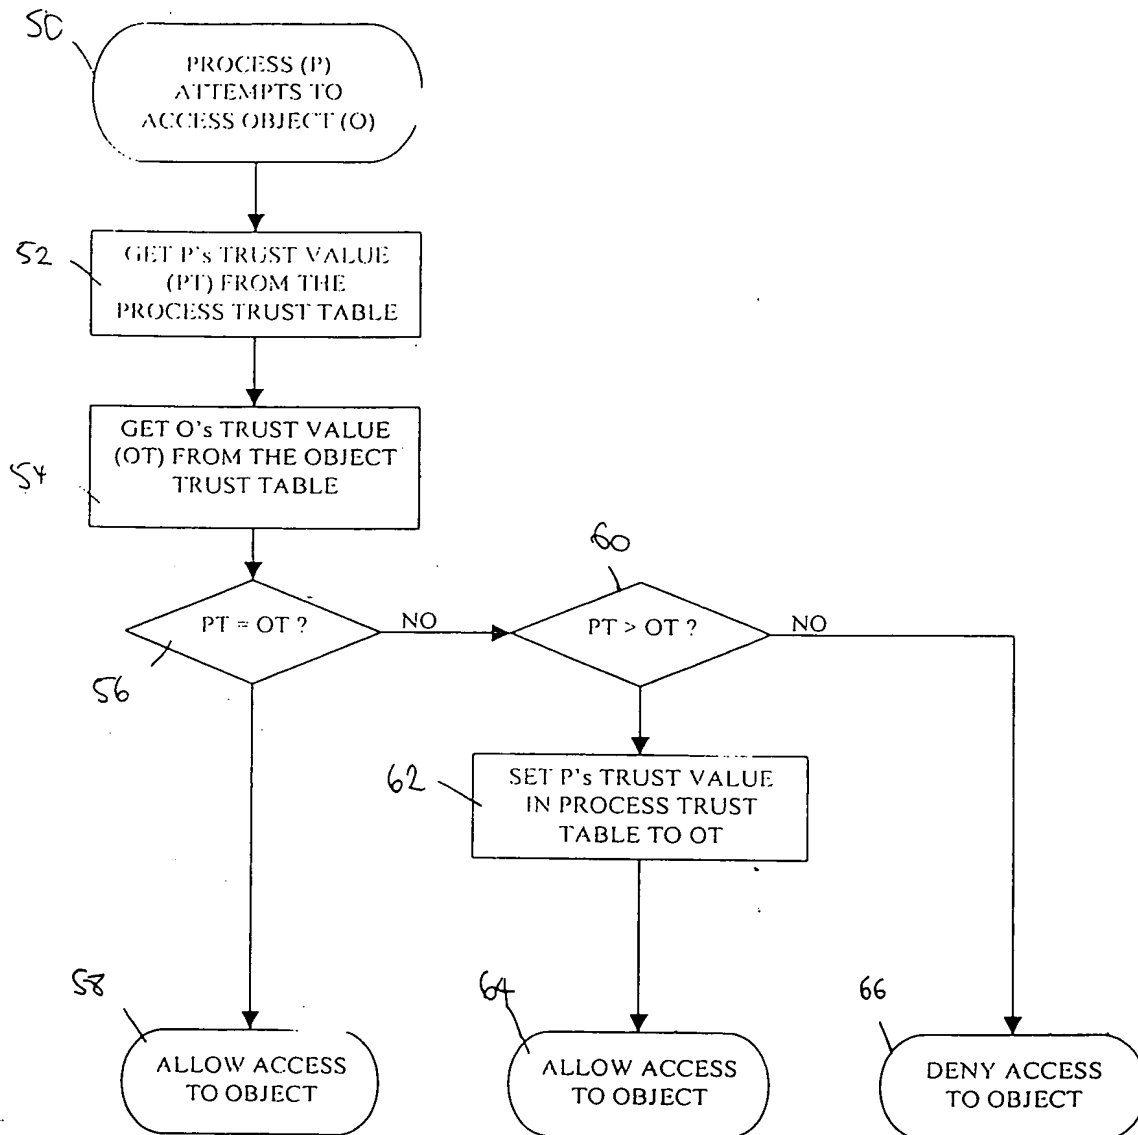 50
PROCESS (P)
ATTEMPTS TO
ACCESS OBJECT (O)
52
GET P's TRUST VALUE
(PT) FROM THE
PROCESS TRUST TABLE
54
GET O's TRUST VALUE
(OT) FROM THE OBJECT
TRUST TABLE
56
PT = OT ?
NO
60
PT > OT ?
NO
62
SET P's TRUST VALUE
IN PROCESS TRUST
TABLE TO OT
58
ALLOW ACCESS
TO OBJECT
64
ALLOW ACCESS
TO OBJECT
66
DENY ACCESS
TO OBJECT